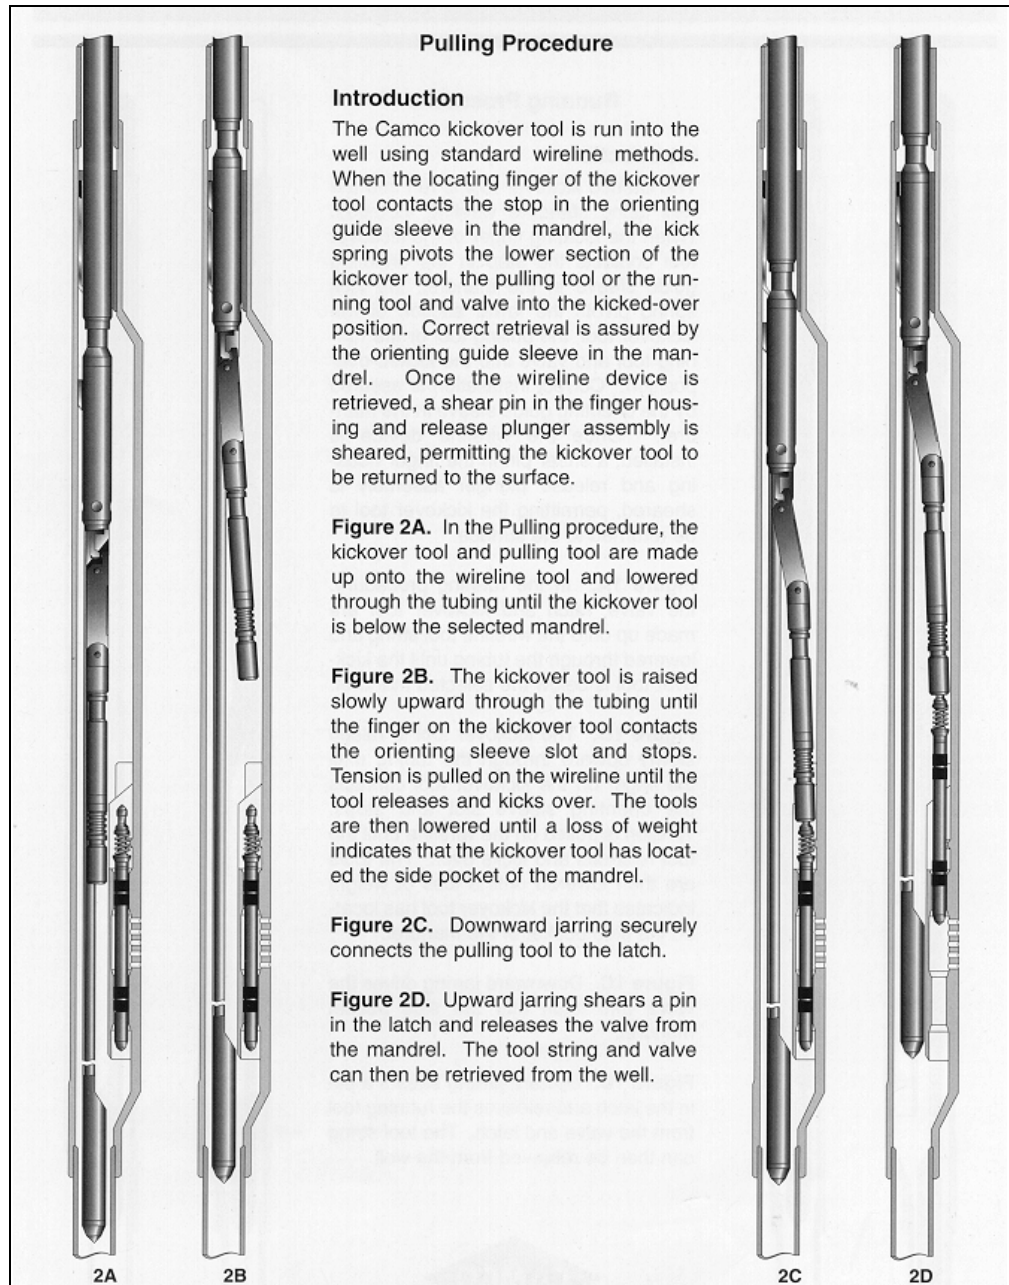 Pulling Procedure
Introduction
The Camco kickover tool is run into the
well using standard wireline methods.
When the locating finger of the kickover
tool contacts the stop in the orienting
guide sleeve in the mandrel, the kick
spring pivots the lower section of the
kickover tool, the pulling tool or the run-
ning tool and valve into the kicked-over
position. Correct retrieval is assured by
the orienting guide sleeve in the man-
drel. Once the wireline device is
retrieved, a shear pin in the finger hous-
ing and release plunger assembly is
sheared, permitting the kickover tool to
be returned to the surface.
Figure 2A. In the Pulling procedure, the
kickover tool and pulling tool are made
up onto the wireline tool and lowered
through the tubing until the kickover tool
is below the selected mandrel.
Figure 2B. The kickover tool is raised
slowly upward through the tubing until
the finger on the kickover tool contacts
the orienting sleeve slot and stops.
Tension is pulled on the wireline until the
tool releases and kicks over. The tools
are then lowered until a loss of weight
indicates that the kickover tool has locat-
ed the side pocket of the mandrel.
Figure 2C. Downward jarring securely
connects the pulling tool to the latch.
Figure 2D. Upward jarring shears a pin
in the latch and releases the valve from
the mandrel. The tool string and valve
can then be retrieved from the well.
2A
2B
2C
2D